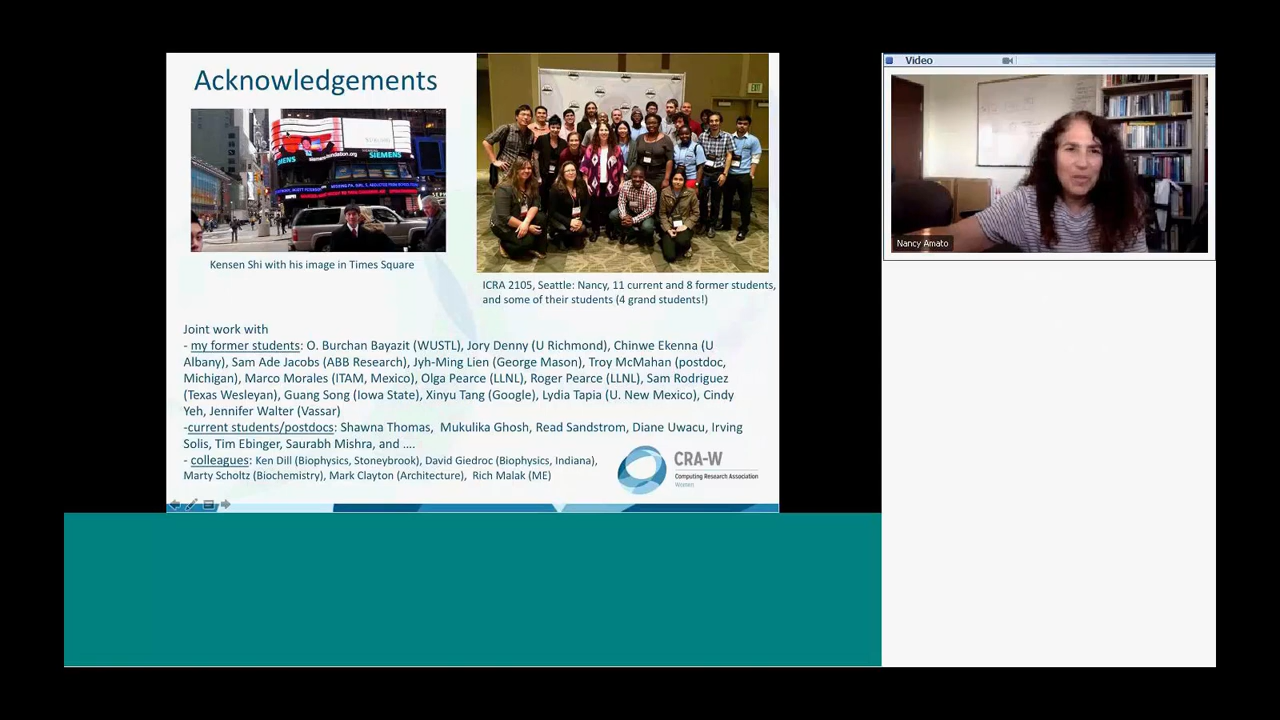 Acknowledgements
EXIT
siemens-foundation.org
SIEMENS
Kensen Shi with his image in Times Square
ICRA 2105, Seattle: Nancy, 11 current and 8 former students,
and some of their students (4 grand students!)
Joint work with
- my former students: O. Burchan Bayazit (WUSTL), Jory Denny (U Richmond), Chinwe Ekenna (U
Albany), Sam Ade Jacobs (ABB Research), Jyh-Ming Lien (George Mason), Troy McMahan (postdoc,
Michigan), Marco Morales (ITAM, Mexico), Olga Pearce (LLNL), Roger Pearce (LLNL), Sam Rodriguez
(Texas Wesleyan), Guang Song (Iowa State), Xinyu Tang (Google), Lydia Tapia (U. New Mexico), Cindy
Yeh, Jennifer Walter (Vassar)
-current students/postdocs: Shawna Thomas, Mukulika Ghosh, Read Sandstrom, Diane Uwacu, Irving
Solis, Tim Ebinger, Saurabh Mishra, and ....
- colleagues: Ken Dill (Biophysics, Stoneybrook), David Giedroc (Biophysics, Indiana),
Marty Scholtz (Biochemistry), Mark Clayton (Architecture), Rich Malak (ME)
CRA-W
Computing Research Association
Women
Video
Nancy Amato